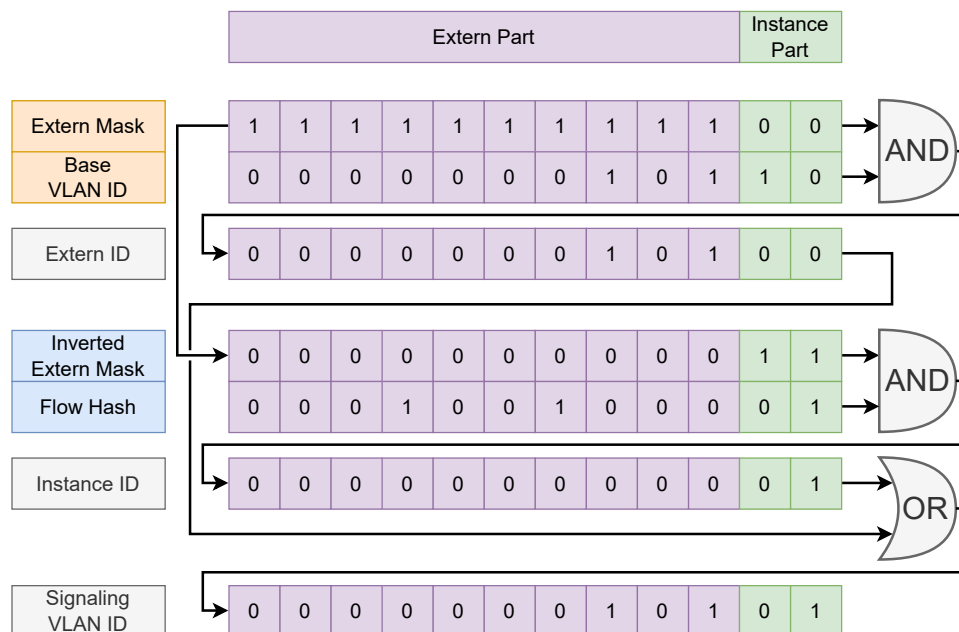 Extern Part
Instance
Part
Extern Mask
1 1 1 1 1 1 1 1 1 1 0 0
AND
Base
VLAN ID
0 0 0 0 0 0 0 1 0 1 1 0
Extern ID
0 0 0 0 0 0 0 1 0 1 0 0
Inverted
Extern Mask
0 0 0 0 0 0 0 0 0 0 1 1
AND
Flow Hash
0 0 0 1 0 0 1 0 0 0 0 1
Instance ID
0 0 0 0 0 0 0 0 0 0 0 1
OR
Signaling
VLAN ID
0 0 0 0 0 0 0 1 0 1 0 1